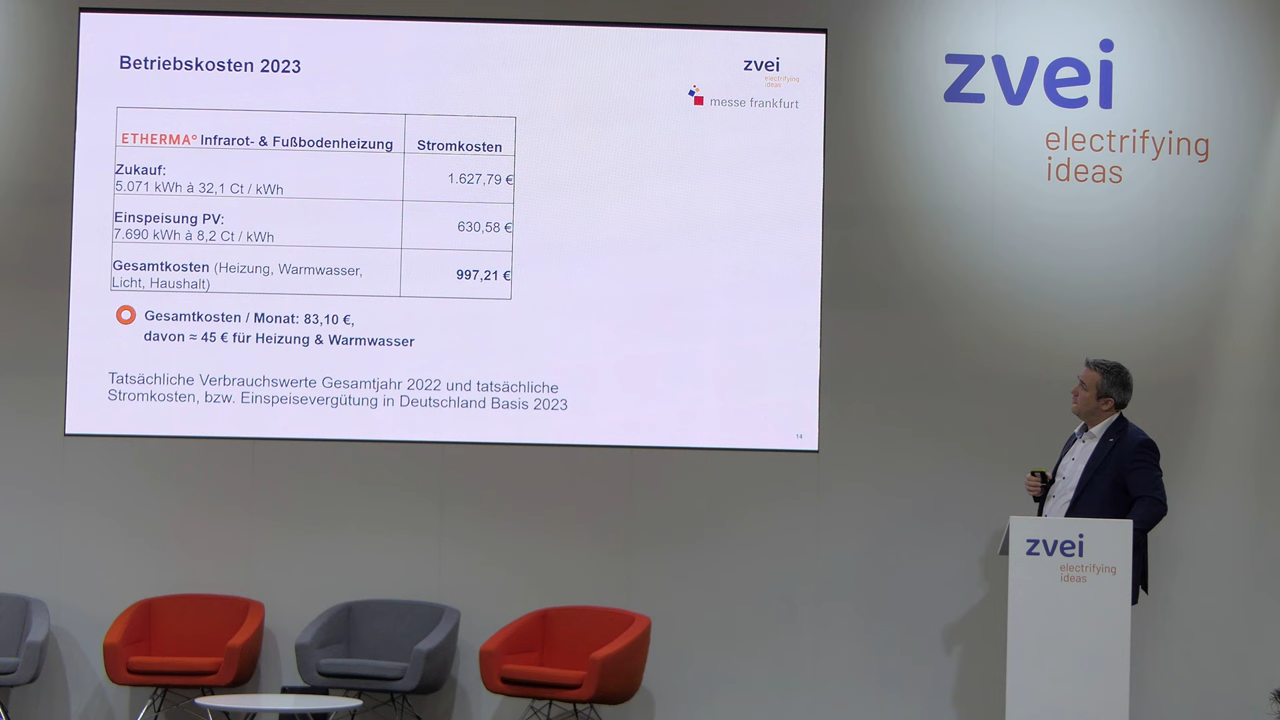 Betriebskosten 2023
zvei
electrifying
ideas
messe frankfurt
ETHERMA° Infrarot- & Fußbodenheizung
Stromkosten
Zukauf:
5.071 kWh à 32,1 Ct / kWh
1.627,79 €
Einspeisung PV:
7.690 kWh à 8,2 Ct / kWh
630,58 €
Gesamtkosten (Heizung, Warmwasser,
Licht, Haushalt)
997,21 €
Gesamtkosten / Monat: 83,10 €,
davon ≈ 45 € für Heizung & Warmwasser
Tatsächliche Verbrauchswerte Gesamtjahr 2022 und tatsächliche
Stromkosten, bzw. Einspeisevergütung in Deutschland Basis 2023
14
zvei
electrifying
ideas
zvei
electrifying
ideas